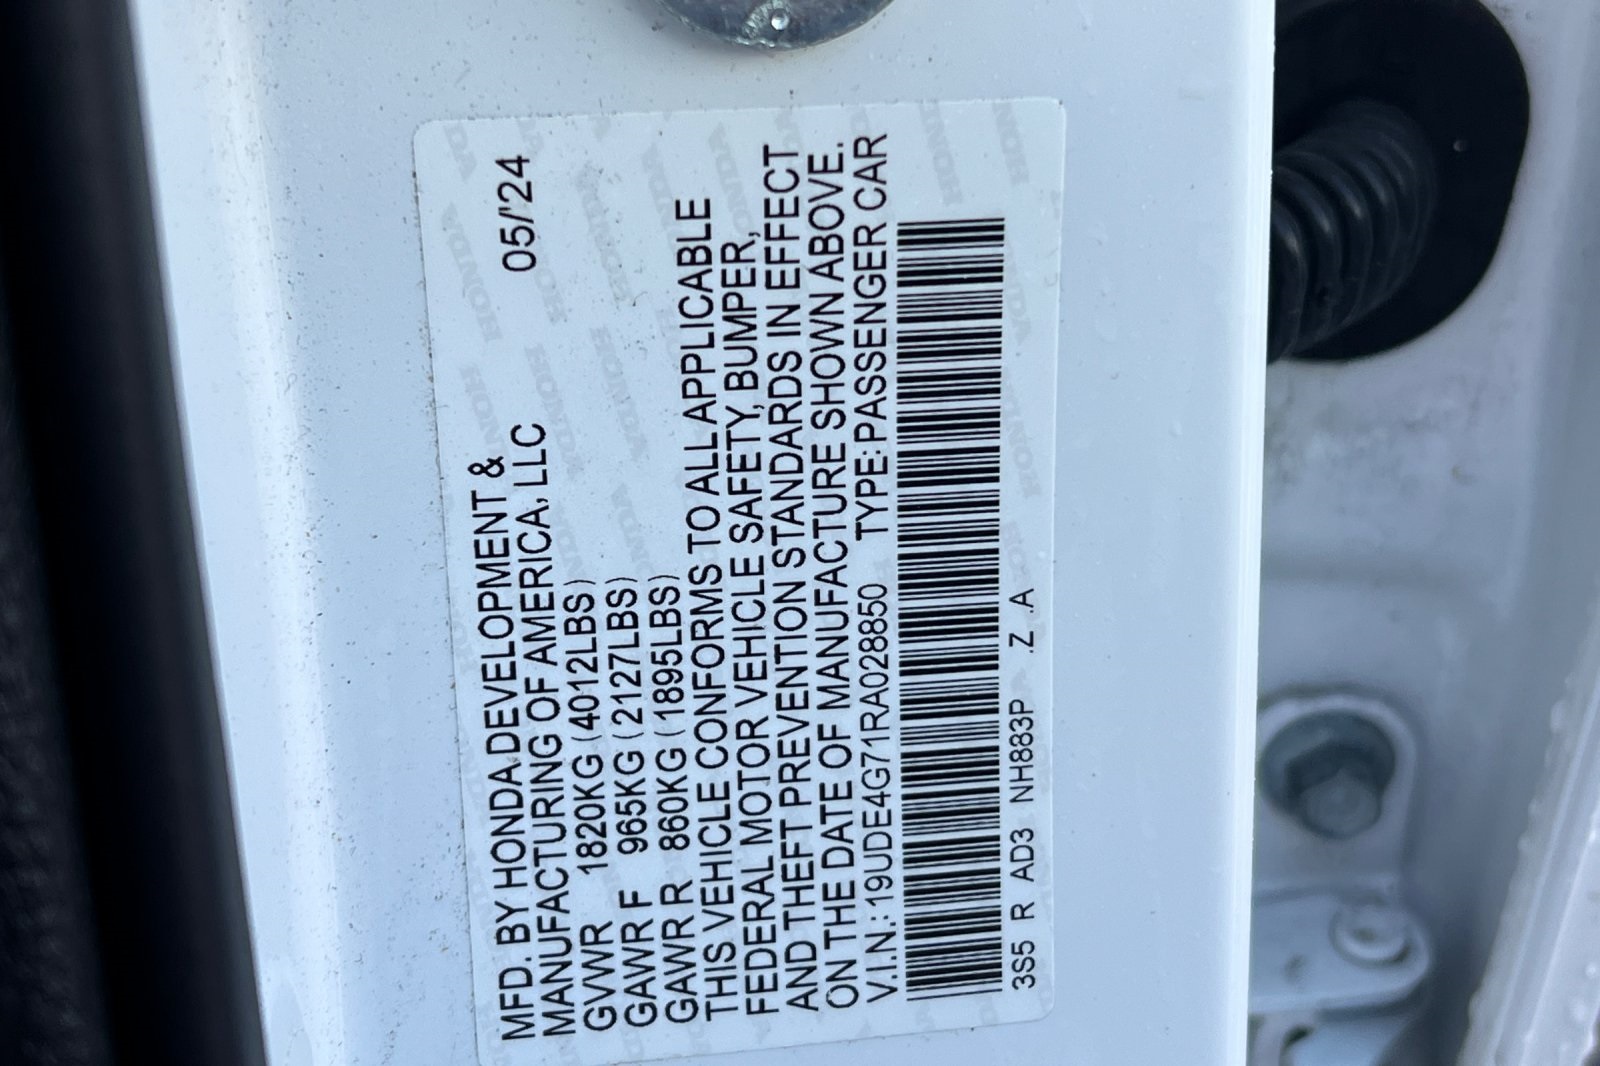 MFD. BY HONDA DEVELOPMENT &
MANUFACTURING OF AMERICA, LLC 05/'24
GVWR 1820KG (4012LBS)
GAWR F 965KG (2127LBS)
GAWR R 860KG (1895LBS)
THIS VEHICLE CONFORMS TO ALL APPLICABLE
FEDERAL MOTOR VEHICLE SAFETY, BUMPER,
AND THEFT PREVENTION STANDARDS IN EFFECT
ON THE DATE OF MANUFACTURE SHOWN ABOVE.
V.I.N.: 19UDE4G71RA028850 TYPE: PASSENGER CAR
3S5 R AD3 NH883P .Z .A